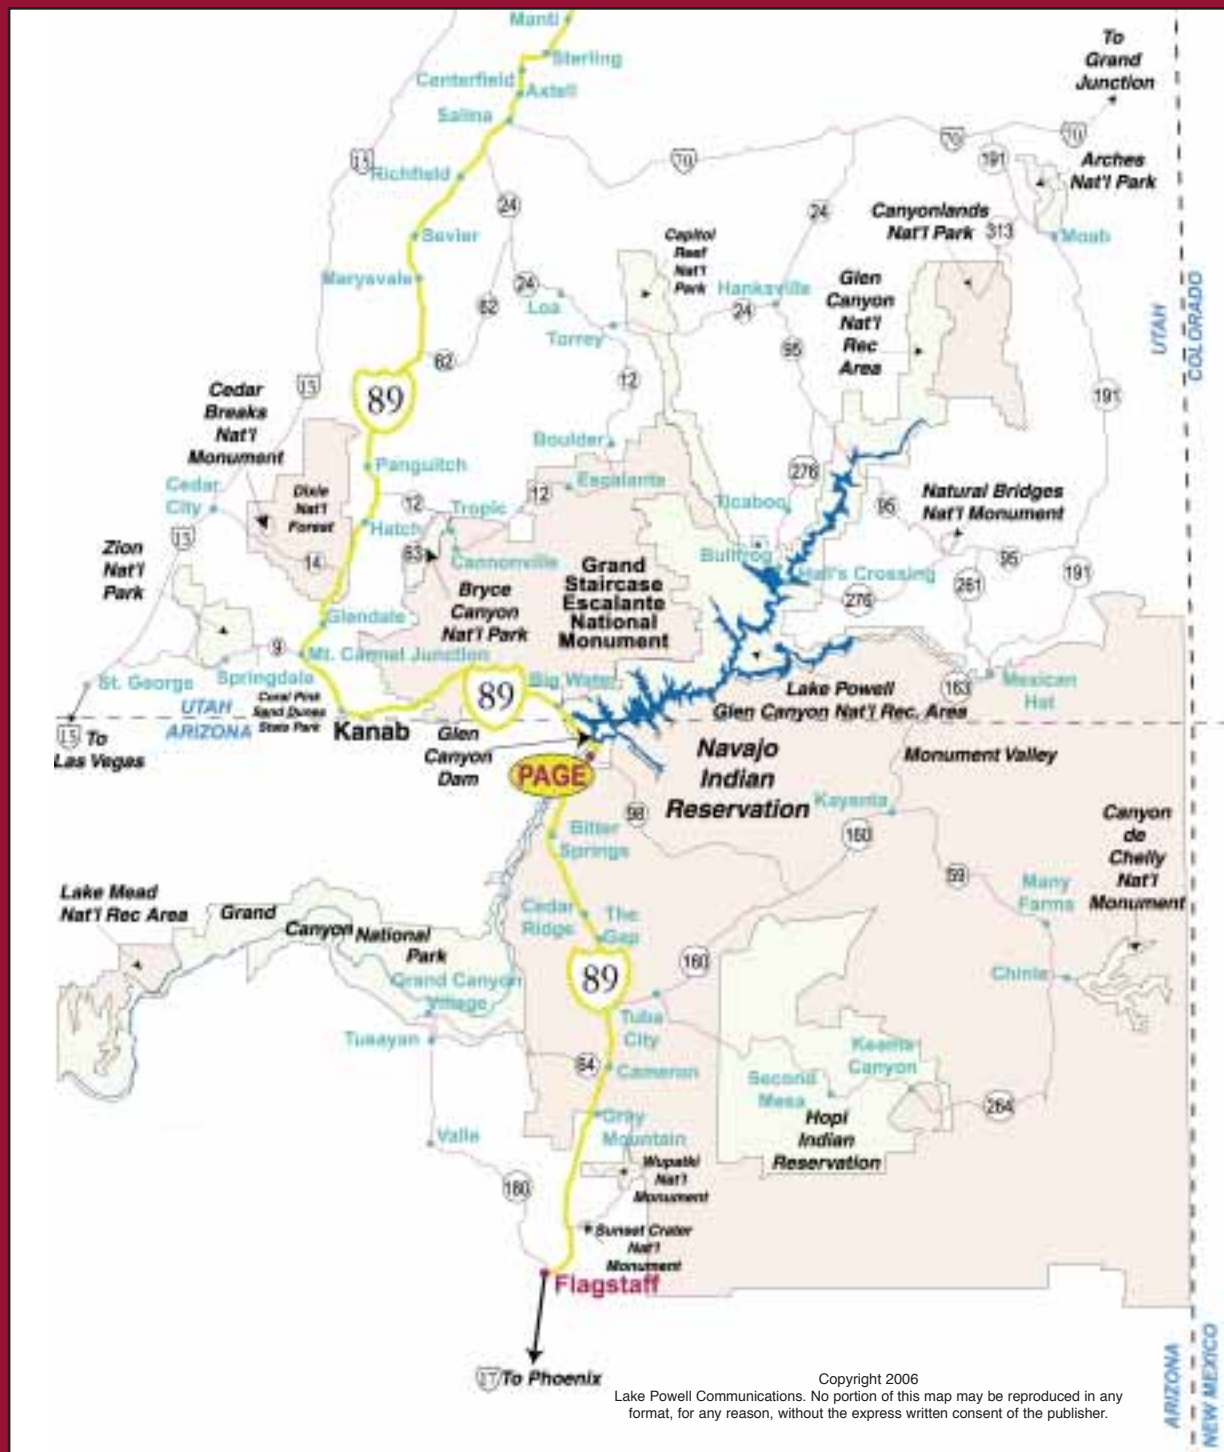 Manti
Sterling
Centerfield
Axtell
Salina
To
Grand
Junction
15
70
70
70
191
Arches
Nat'l Park
Richfield
24
24
Canyonlands
Nat'l Park
313
Moab
Sevier
Capitol
Reef
Nat'l
Park
Marysvale
24
Loa
62
Hanksville
24
Glen
Canyon
Nat'l
Rec
Area
UTAH
COLORADO
Torrey
95
62
12
15
89
191
Cedar
Breaks
Nat'l
Monument
Boulder
Panguitch
276
Cedar
City
Dixie
Nat'l
Forest
12
Tropic
12
Escalante
Ticaboo
95
Natural Bridges
Nat'l Monument
Hatch
15
Zion
Nat'l
Park
14
63
Cannonville
Bryce
Canyon
Nat'l Park
Grand
Staircase
Escalante
National
Monument
Bullfrog
Hall's Crossing
276
95
261
191
Glendale
9
Mt. Carmel Junction
St. George
Springdale
89
Big Water
163
Mexican
Hat
Coral Pink
Sand Dunes
State Park
UTAH
ARIZONA
Kanab
Lake Powell
Glen Canyon Nat'l Rec. Area
15 To
Las Vegas
Glen
Canyon
Dam
PAGE
Navajo
Indian
Reservation
Monument Valley
98
Kayenta
160
Bitter
Springs
Canyon
de
Chelly
Nat'l
Monument
59
Many
Farms
Lake Mead
Nat'l Rec Area
Grand
Canyon
National
Park
Cedar
Ridge
The
Gap
160
89
Chinle
Grand Canyon
Village
Tusayan
Tuba
City
64
Cameron
Keams
Canyon
Second
Mesa
264
Hopi
Indian
Reservation
Gray
Mountain
Valle
Wupatki
Nat'l
Monument
180
Sunset Crater
Nat'l
Monument
Flagstaff
17 To Phoenix
ARIZONA
NEW MEXICO
Copyright 2006
Lake Powell Communications. No portion of this map may be reproduced in any
format, for any reason, without the express written consent of the publisher.